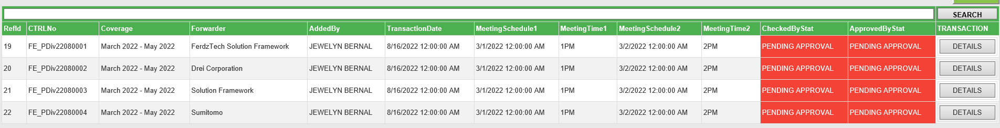 SEARCH
RefId CTRLNo Coverage Forwarder AddedBy TransactionDate MeetingSchedule1 MeetingTime1 MeetingSchedule2 MeetingTime2 CheckedByStat ApprovedByStat TRANSACTION
19 FE_PDiv22080001 March 2022 - May 2022 FerdzTech Solution Framework JEWELYN BERNAL 8/16/2022 12:00:00 AM 3/1/2022 12:00:00 AM 1PM 3/2/2022 12:00:00 AM 2PM PENDING APPROVAL PENDING APPROVAL DETAILS
20 FE_PDiv22080002 March 2022 - May 2022 Drei Corporation JEWELYN BERNAL 8/16/2022 12:00:00 AM 3/1/2022 12:00:00 AM 1PM 3/2/2022 12:00:00 AM 2PM PENDING APPROVAL PENDING APPROVAL DETAILS
21 FE_PDiv22080003 March 2022 - May 2022 Solution Framework JEWELYN BERNAL 8/16/2022 12:00:00 AM 3/1/2022 12:00:00 AM 1PM 3/2/2022 12:00:00 AM 2PM PENDING APPROVAL PENDING APPROVAL DETAILS
22 FE_PDiv22080004 March 2022 - May 2022 Sumitomo JEWELYN BERNAL 8/16/2022 12:00:00 AM 3/1/2022 12:00:00 AM 1PM 3/2/2022 12:00:00 AM 2PM PENDING APPROVAL PENDING APPROVAL DETAILS